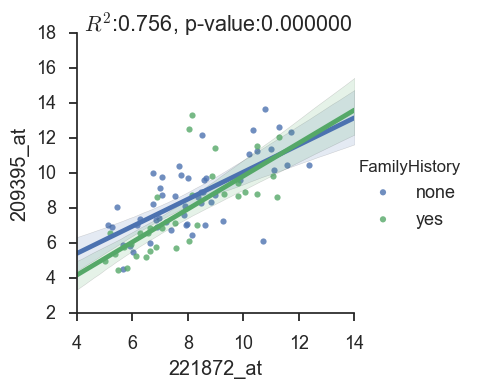 R²:0.756, p-value:0.000000
18
16
14
12
10
8
6
4
2
209395_at
4 6 8 10 12 14
221872_at
FamilyHistory
none
yes